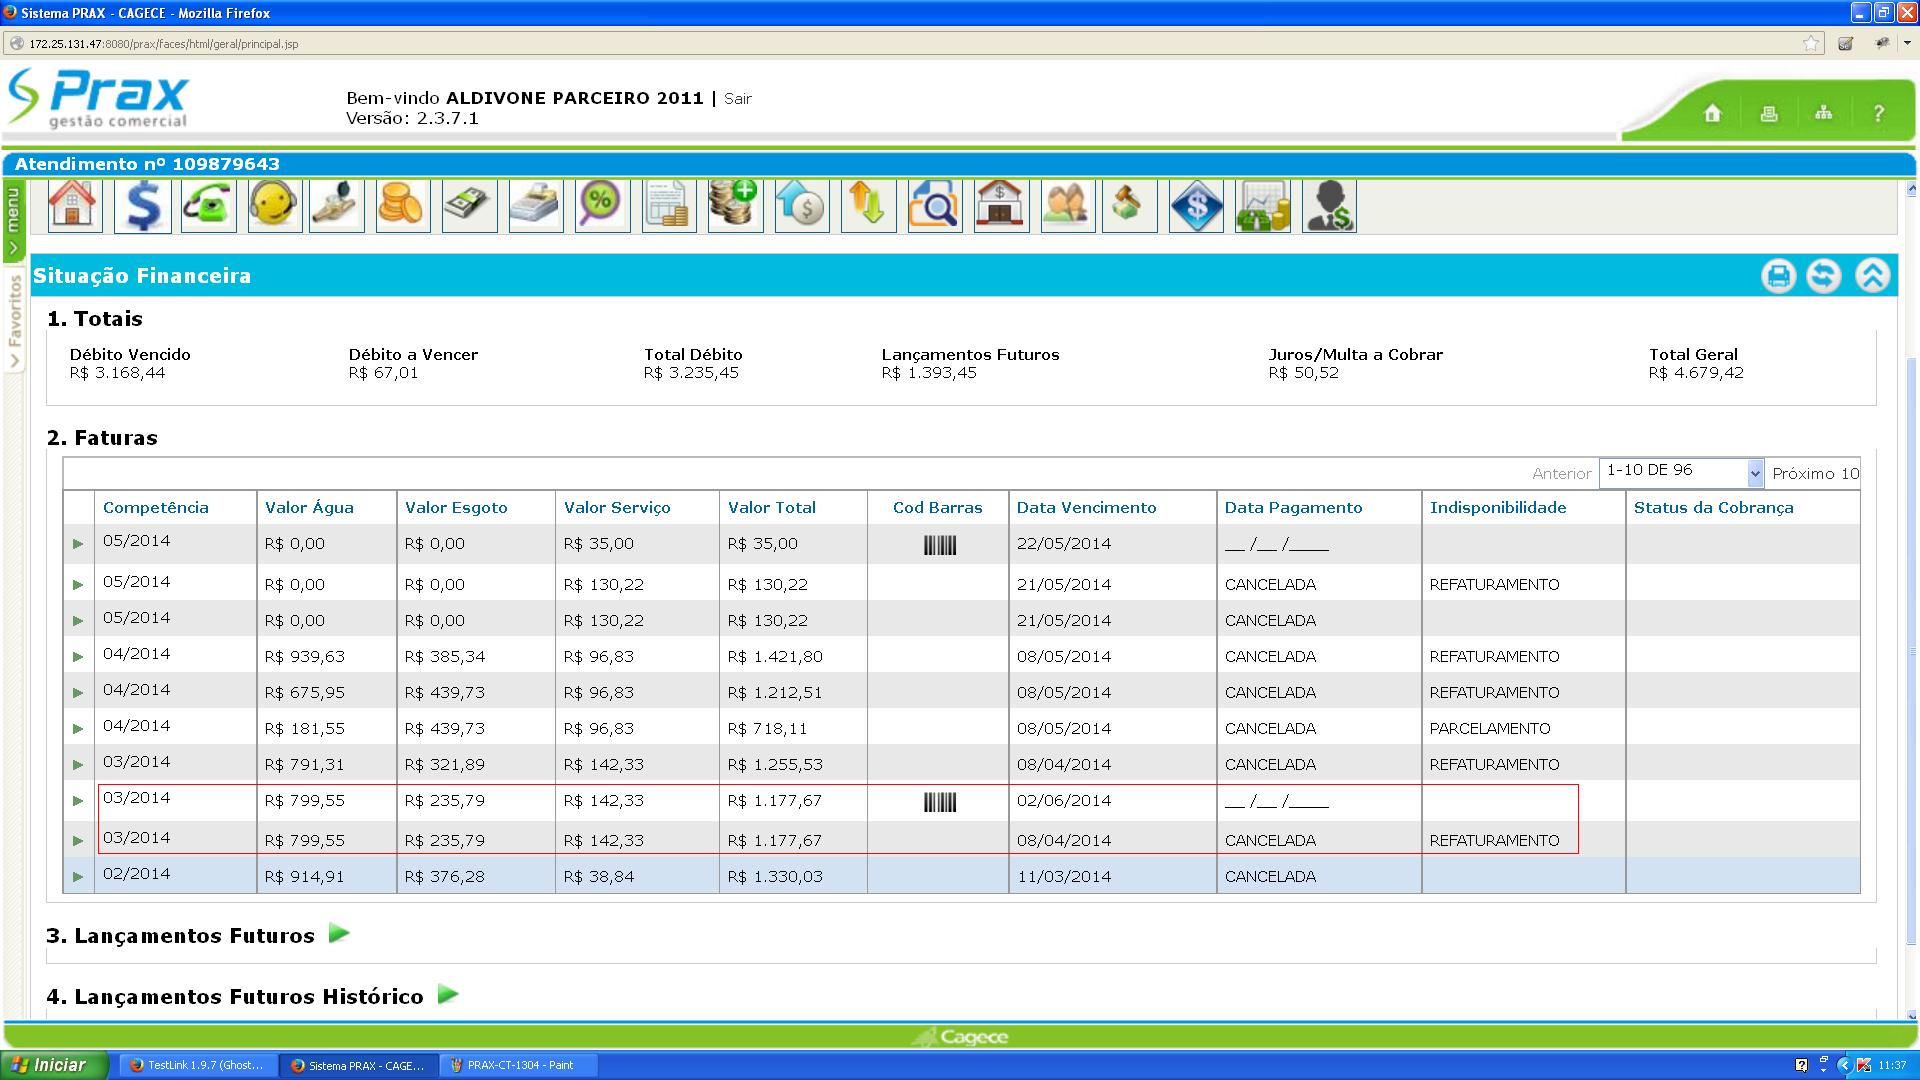 Sistema PRAX - CAGECE - Mozilla Firefox
172.25.131.47:8080/prax/faces/html/geral/principal.jsp
Prax
gestão comercial
Bem-vindo ALDIVONE PARCEIRO 2011 | Sair
Versão: 2.3.7.1
?
Atendimento nº 109879643
menu
Favoritos
Situação Financeira
1. Totais
Débito Vencido Débito a Vencer Total Débito Lançamentos Futuros Juros/Multa a Cobrar Total Geral
R$ 3.168,44 R$ 67,01 R$ 3.235,45 R$ 1.393,45 R$ 50,52 R$ 4.679,42
2. Faturas
Anterior 1-10 DE 96 Próximo 10
Competência Valor Água Valor Esgoto Valor Serviço Valor Total Cod Barras Data Vencimento Data Pagamento Indisponibilidade Status da Cobrança
05/2014 R$ 0,00 R$ 0,00 R$ 35,00 R$ 35,00 22/05/2014 __ /__ /____
05/2014 R$ 0,00 R$ 0,00 R$ 130,22 R$ 130,22 21/05/2014 CANCELADA REFATURAMENTO
05/2014 R$ 0,00 R$ 0,00 R$ 130,22 R$ 130,22 21/05/2014 CANCELADA
04/2014 R$ 939,63 R$ 385,34 R$ 96,83 R$ 1.421,80 08/05/2014 CANCELADA REFATURAMENTO
04/2014 R$ 675,95 R$ 439,73 R$ 96,83 R$ 1.212,51 08/05/2014 CANCELADA REFATURAMENTO
04/2014 R$ 181,55 R$ 439,73 R$ 96,83 R$ 718,11 08/05/2014 CANCELADA PARCELAMENTO
03/2014 R$ 791,31 R$ 321,89 R$ 142,33 R$ 1.255,53 08/04/2014 CANCELADA REFATURAMENTO
03/2014 R$ 799,55 R$ 235,79 R$ 142,33 R$ 1.177,67 02/06/2014 __ /__ /____
03/2014 R$ 799,55 R$ 235,79 R$ 142,33 R$ 1.177,67 08/04/2014 CANCELADA REFATURAMENTO
02/2014 R$ 914,91 R$ 376,28 R$ 38,84 R$ 1.330,03 11/03/2014 CANCELADA
3. Lançamentos Futuros
4. Lançamentos Futuros Histórico
Cagece
Iniciar TestLink 1.9.7 (Ghost... Sistema PRAX - CAGE... PRAX-CT-1304 - Paint 11:37